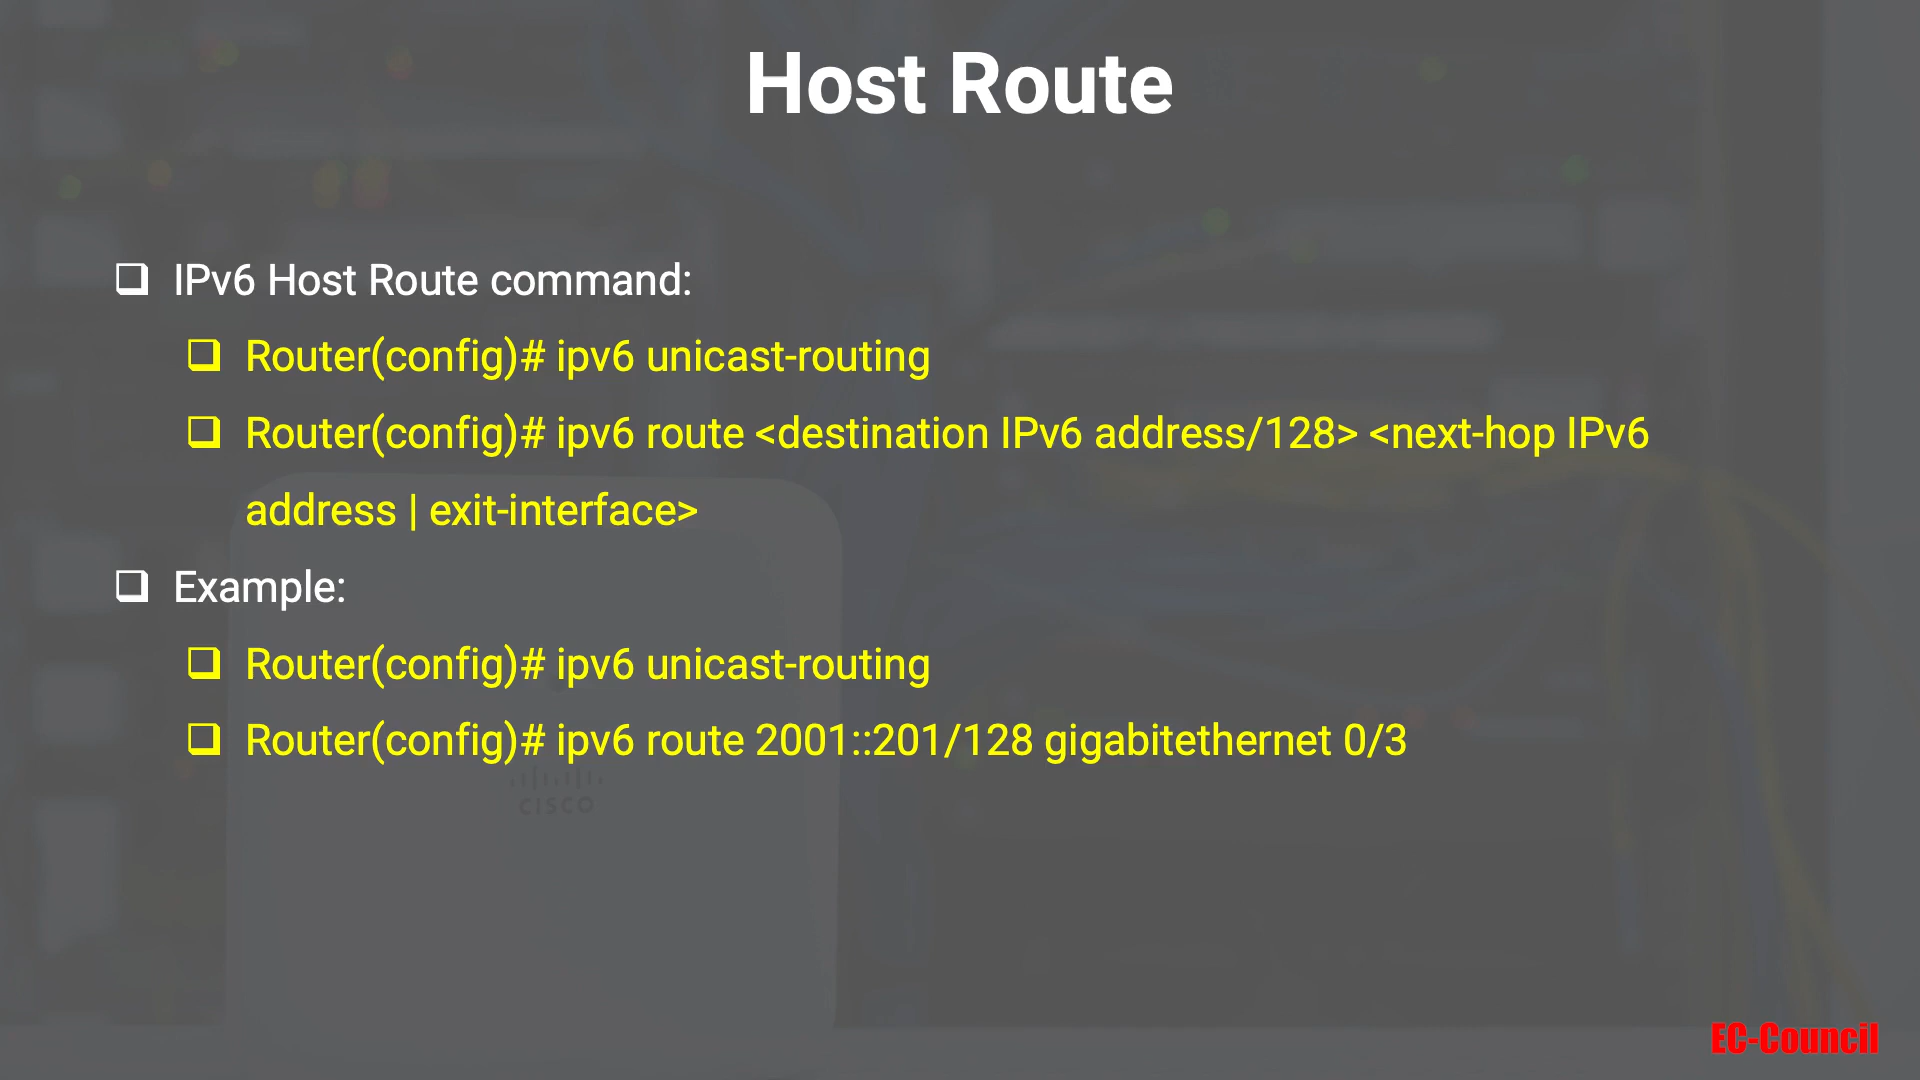 Host Route
IPv6 Host Route command:
Router(config)# ipv6 unicast-routing
Router(config)# ipv6 route <destination IPv6 address/128> <next-hop IPv6
address | exit-interface>
Example:
Router(config)# ipv6 unicast-routing
Router(config)# ipv6 route 2001::201/128 gigabitethernet 0/3
CISCO
EC-Council